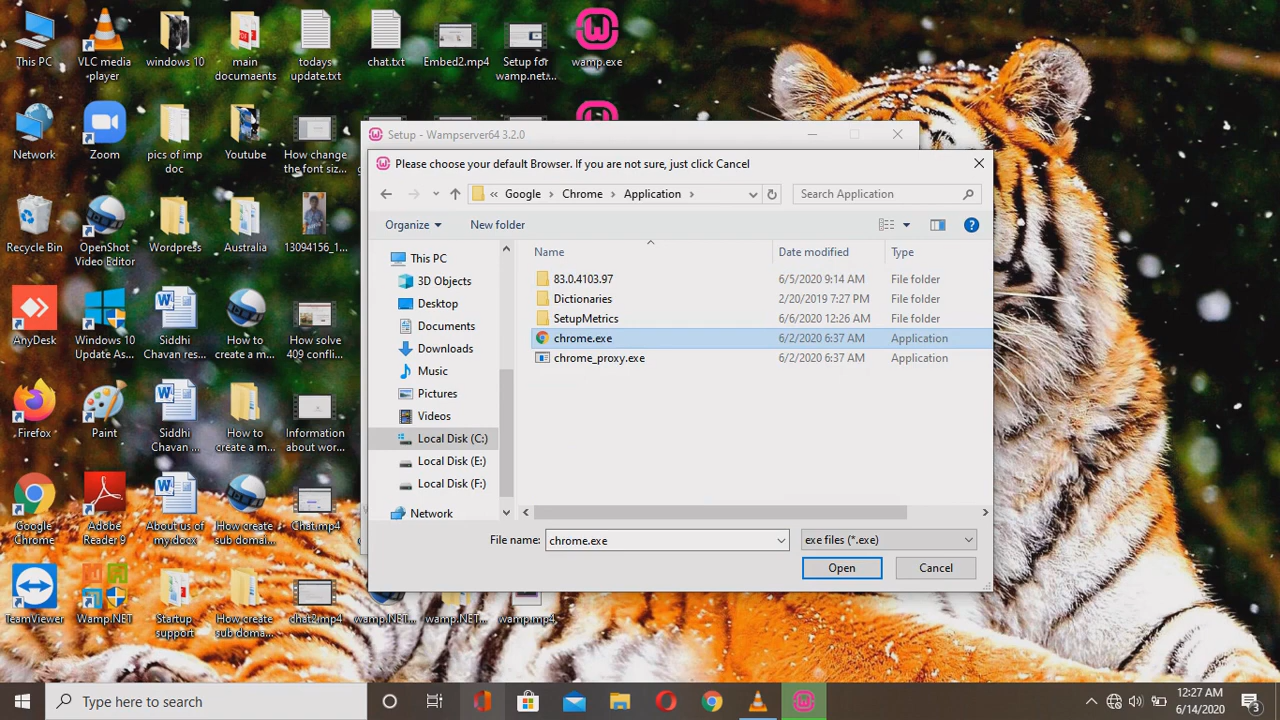 This PC
VLC media
player
windows 10
main
documaents
todays
update.txt
chat.txt
Embed2.mp4
Setup for
wamp.net...
wamp.exe
Network
Zoom
pics of imp
doc
Youtube
How change
the font siz...
Recycle Bin
OpenShot
Video Editor
Wordpress
Australia
13094156_1...
AnyDesk
Windows 10
Update As...
Siddhi
Chavan res...
How to
create a m...
How solve
409 confli...
Firefox
Paint
Siddhi
Chavan ...
How to
create a m...
Information
about wor...
Google
Chrome
Adobe
Reader 9
About us of
my.docx
How create
sub domai...
Chat.mp4
TeamViewer
Wamp.NET
Startup
support
How create
sub doma...
chat2.mp4
wamp.NET...
wamp.NET...
wamp.mp4
Setup - Wampserver64 3.2.0
Please choose your default Browser. If you are not sure, just click Cancel
« Google > Chrome > Application >
Search Application
Organize
New folder
Name
Date modified
Type
This PC
3D Objects
Desktop
Documents
Downloads
Music
Pictures
Videos
Local Disk (C:)
Local Disk (E:)
Local Disk (F:)
Network
83.0.4103.97 6/5/2020 9:14 AM File folder
Dictionaries 2/20/2019 7:27 PM File folder
SetupMetrics 6/6/2020 12:26 AM File folder
chrome.exe 6/2/2020 6:37 AM Application
chrome_proxy.exe 6/2/2020 6:37 AM Application
File name: chrome.exe
exe files (*.exe)
Open
Cancel
Type here to search
12:27 AM
6/14/2020
3